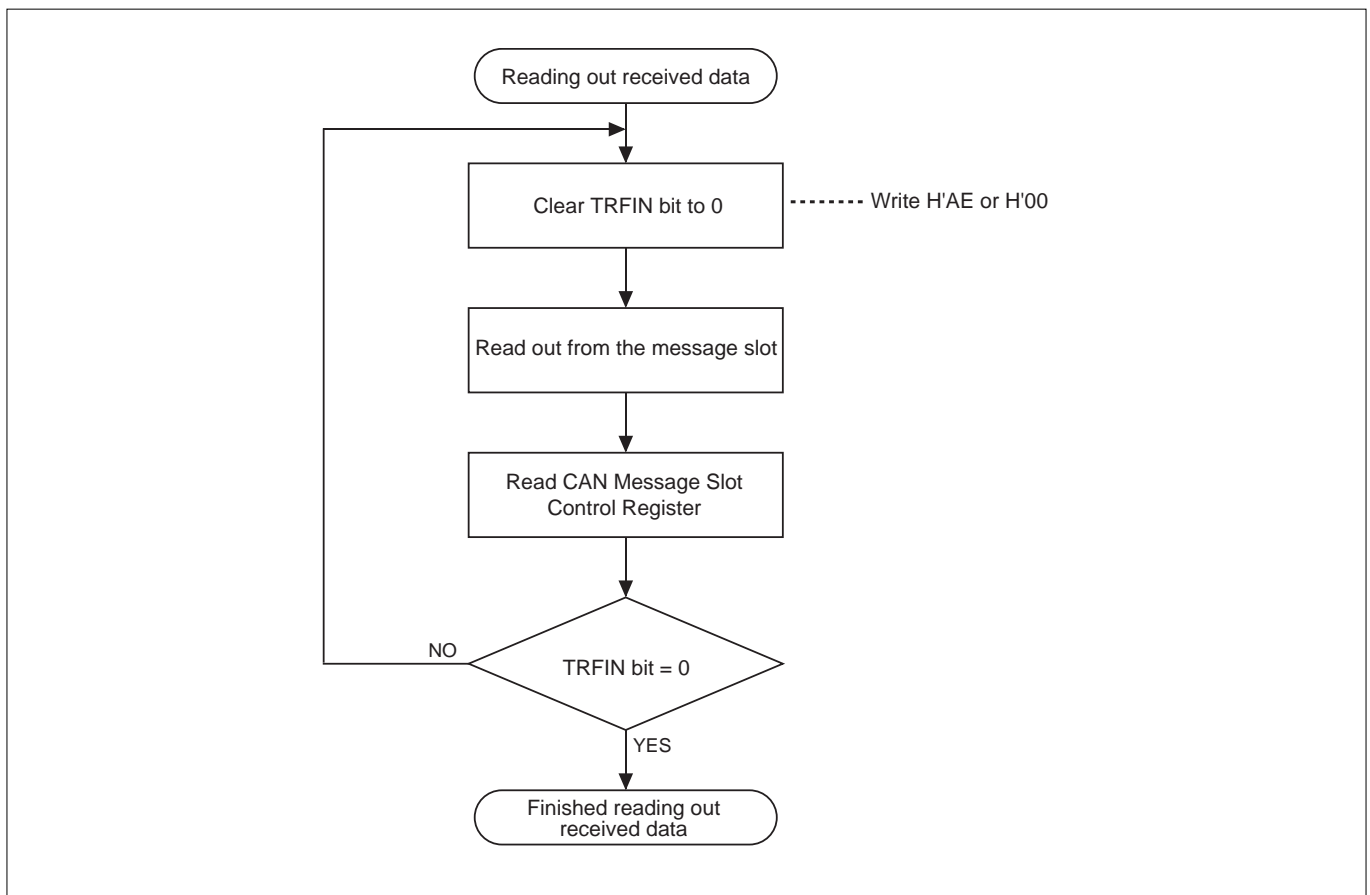 Reading out received data
Clear TRFIN bit to 0
Write H'AE or H'00
Read out from the message slot
Read CAN Message Slot
Control Register
NO
TRFIN bit = 0
YES
Finished reading out
received data